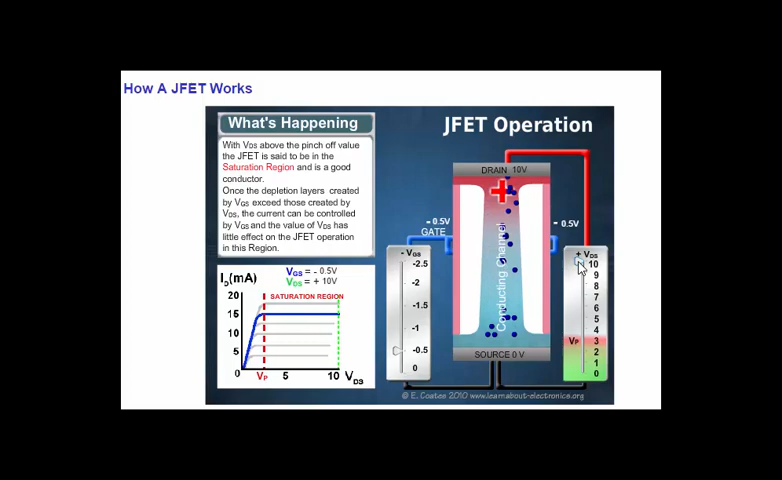 How A JFET Works
What's Happening
JFET Operation
With VDS above the pinch off value
the JFET is said to be in the
Saturation Region and is a good
conductor.
Once the depletion layers created
by VGS exceed those created by
VDS, the current can be controlled
by VGS and the value of VDS has
little effect on the JFET operation
in this Region.
DRAIN 10V
+
- 0.5V
GATE
- 0.5V
Conducting Channel
SOURCE 0 V
- VGS
-2.5
-2
-1.5
-1
-0.5
0
+ VDS
10
9
8
7
6
5
4
VP 3
2
1
0
VGS = - 0.5V
VDS = + 10V
ID(mA)
SATURATION REGION
20
15
10
5
0
VP 5 10 VDS
© E. Coates 2010 www.learnabout-electronics.org